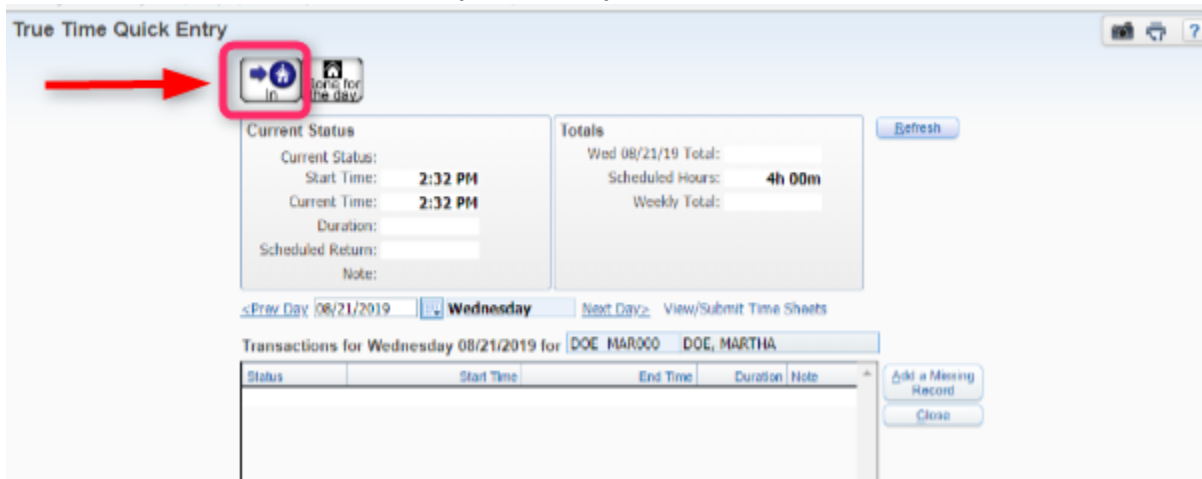 True Time Quick Entry
?
In
Gone for the day
Current Status
Current Status:
Start Time: 2:32 PM
Current Time: 2:32 PM
Duration:
Scheduled Return:
Note:
Totals
Wed 08/21/19 Total:
Scheduled Hours: 4h 00m
Weekly Total:
Refresh
<Prev Day 08/21/2019 Wednesday Next Day> View/Submit Time Sheets
Transactions for Wednesday 08/21/2019 for DOE MAR000 DOE, MARTHA
Status Start Time End Time Duration Note
Add a Missing
Record
Close